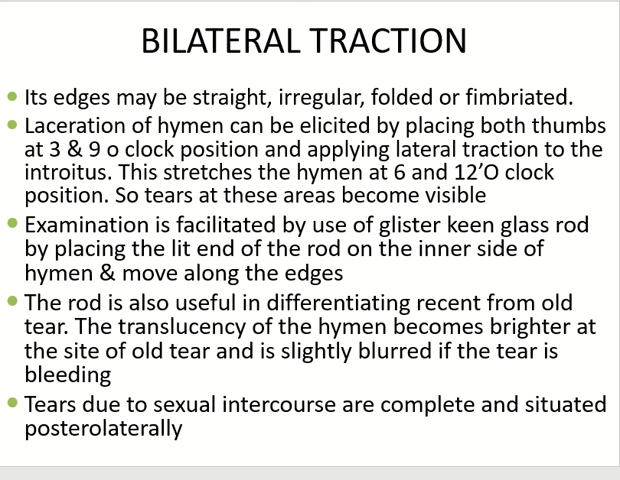 BILATERAL TRACTION
Its edges may be straight, irregular, folded or fimbriated.
Laceration of hymen can be elicited by placing both thumbs
at 3 & 9 o clock position and applying lateral traction to the
introitus. This stretches the hymen at 6 and 12’O clock
position. So tears at these areas become visible
Examination is facilitated by use of glister keen glass rod
by placing the lit end of the rod on the inner side of
hymen & move along the edges
The rod is also useful in differentiating recent from old
tear. The translucency of the hymen becomes brighter at
the site of old tear and is slightly blurred if the tear is
bleeding
Tears due to sexual intercourse are complete and situated
posterolaterally